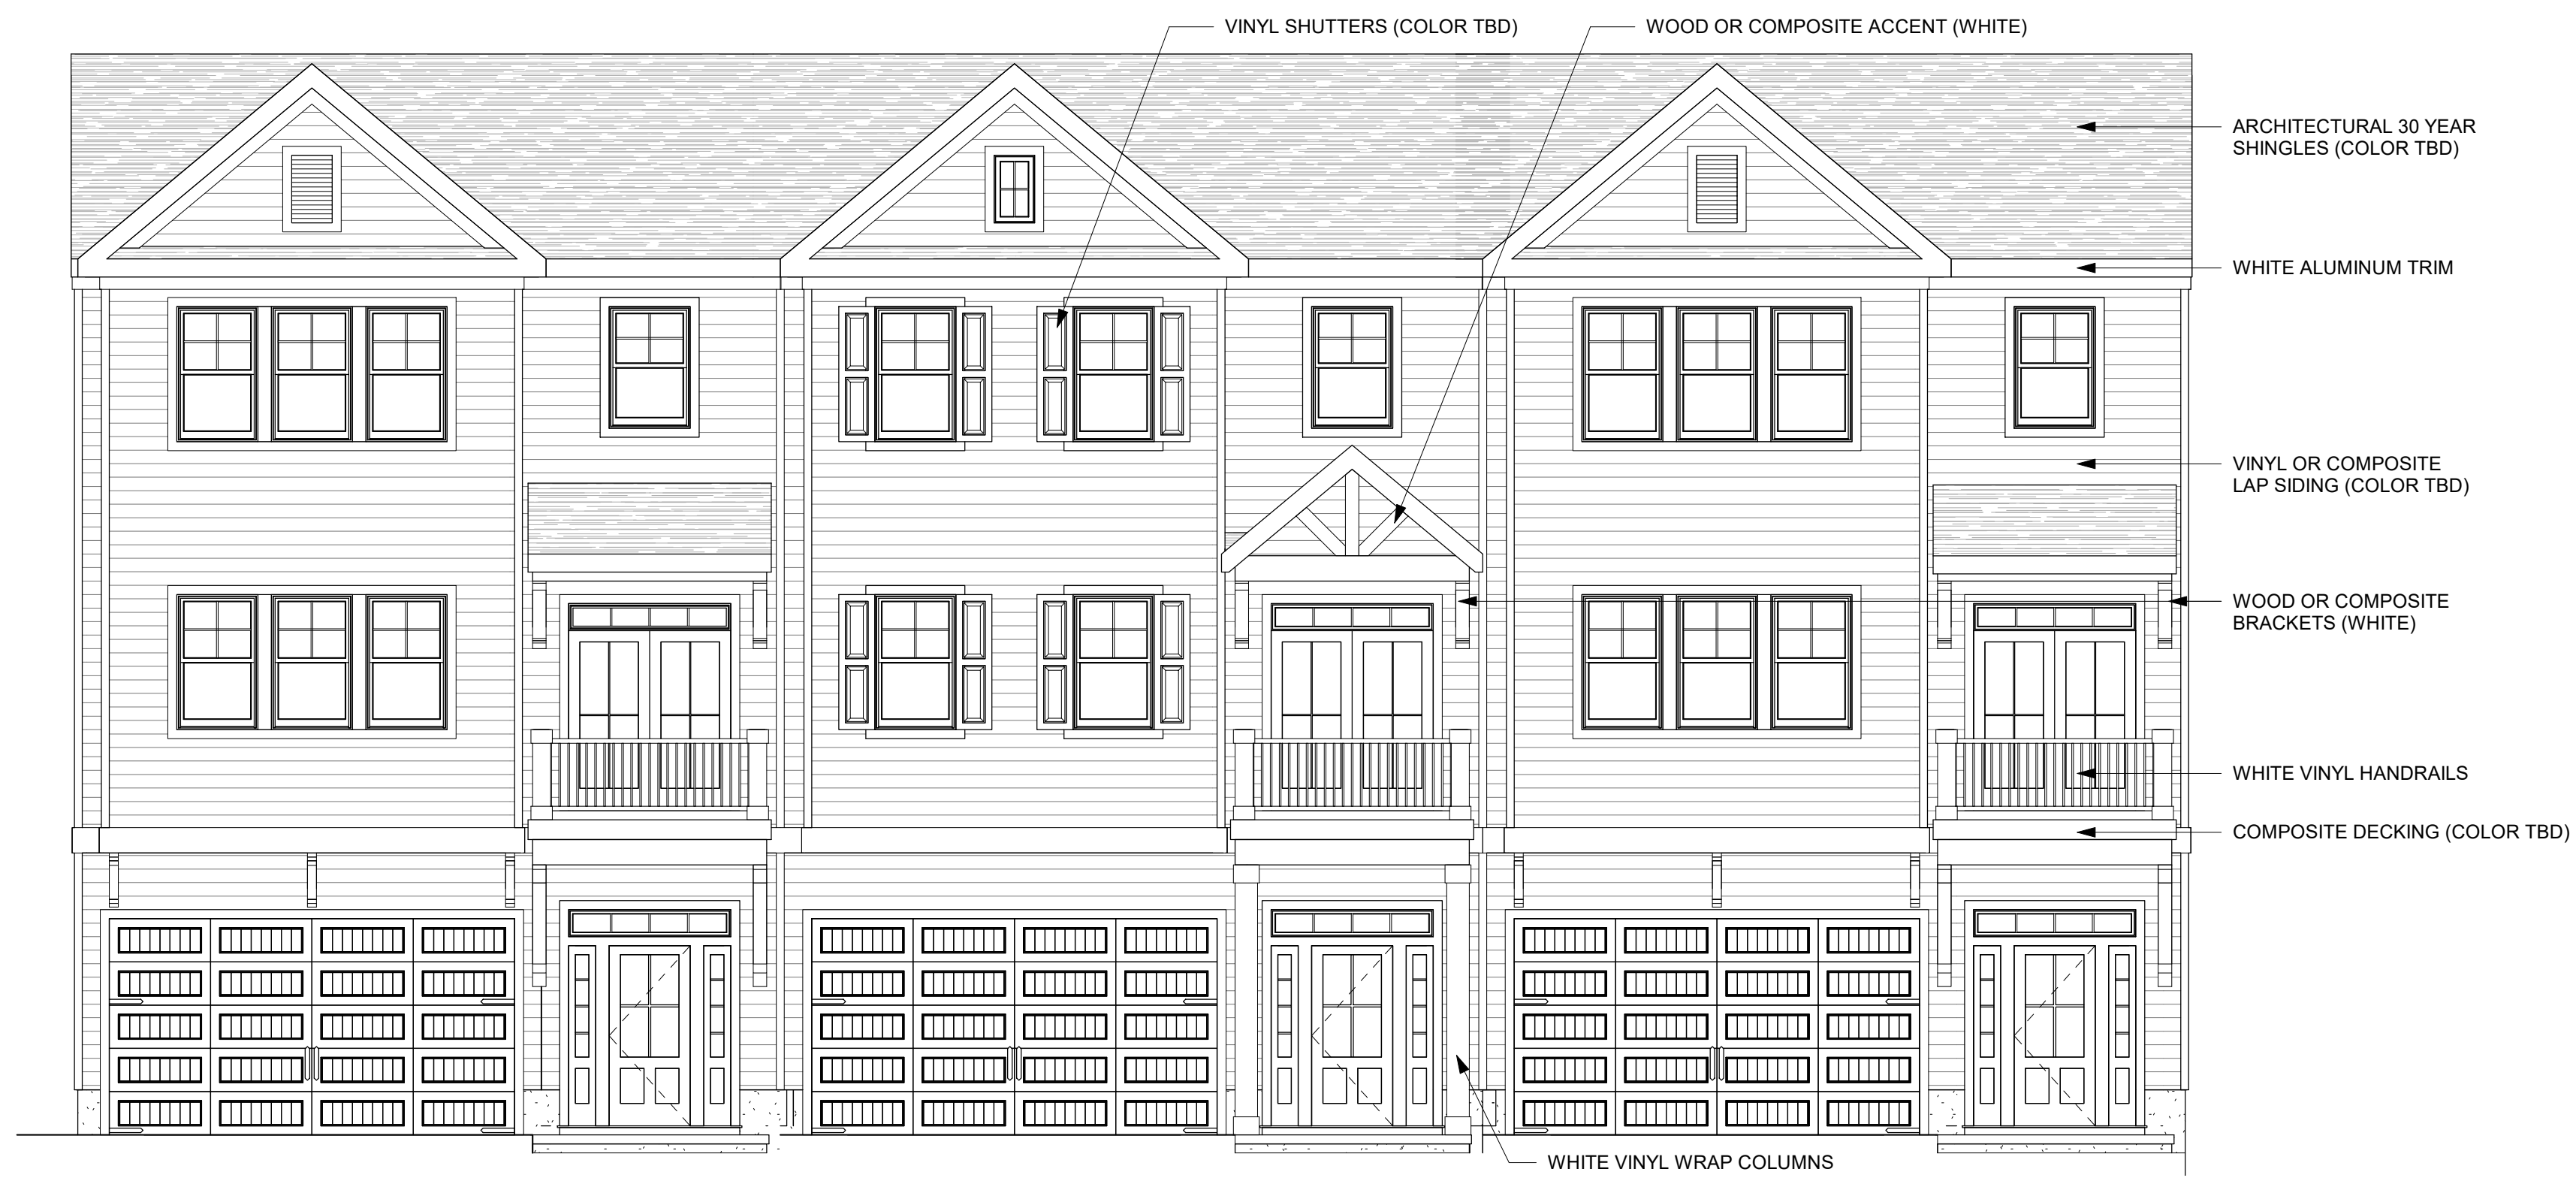 VINYL SHUTTERS (COLOR TBD)
WOOD OR COMPOSITE ACCENT (WHITE)
ARCHITECTURAL 30 YEAR
SHINGLES (COLOR TBD)
WHITE ALUMINUM TRIM
VINYL OR COMPOSITE
LAP SIDING (COLOR TBD)
WOOD OR COMPOSITE
BRACKETS (WHITE)
WHITE VINYL HANDRAILS
COMPOSITE DECKING (COLOR TBD)
WHITE VINYL WRAP COLUMNS